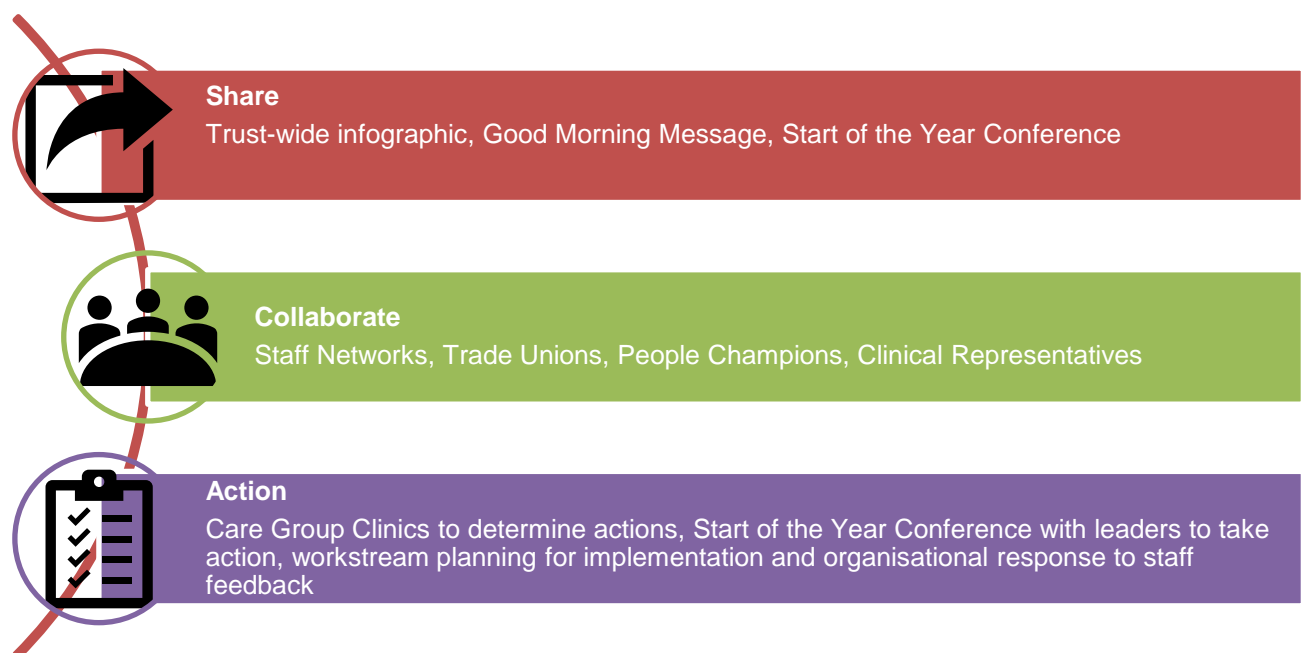 Share
Trust-wide infographic, Good Morning Message, Start of the Year Conference
Collaborate
Staff Networks, Trade Unions, People Champions, Clinical Representatives
Action
Care Group Clinics to determine actions, Start of the Year Conference with leaders to take
action, workstream planning for implementation and organisational response to staff
feedback